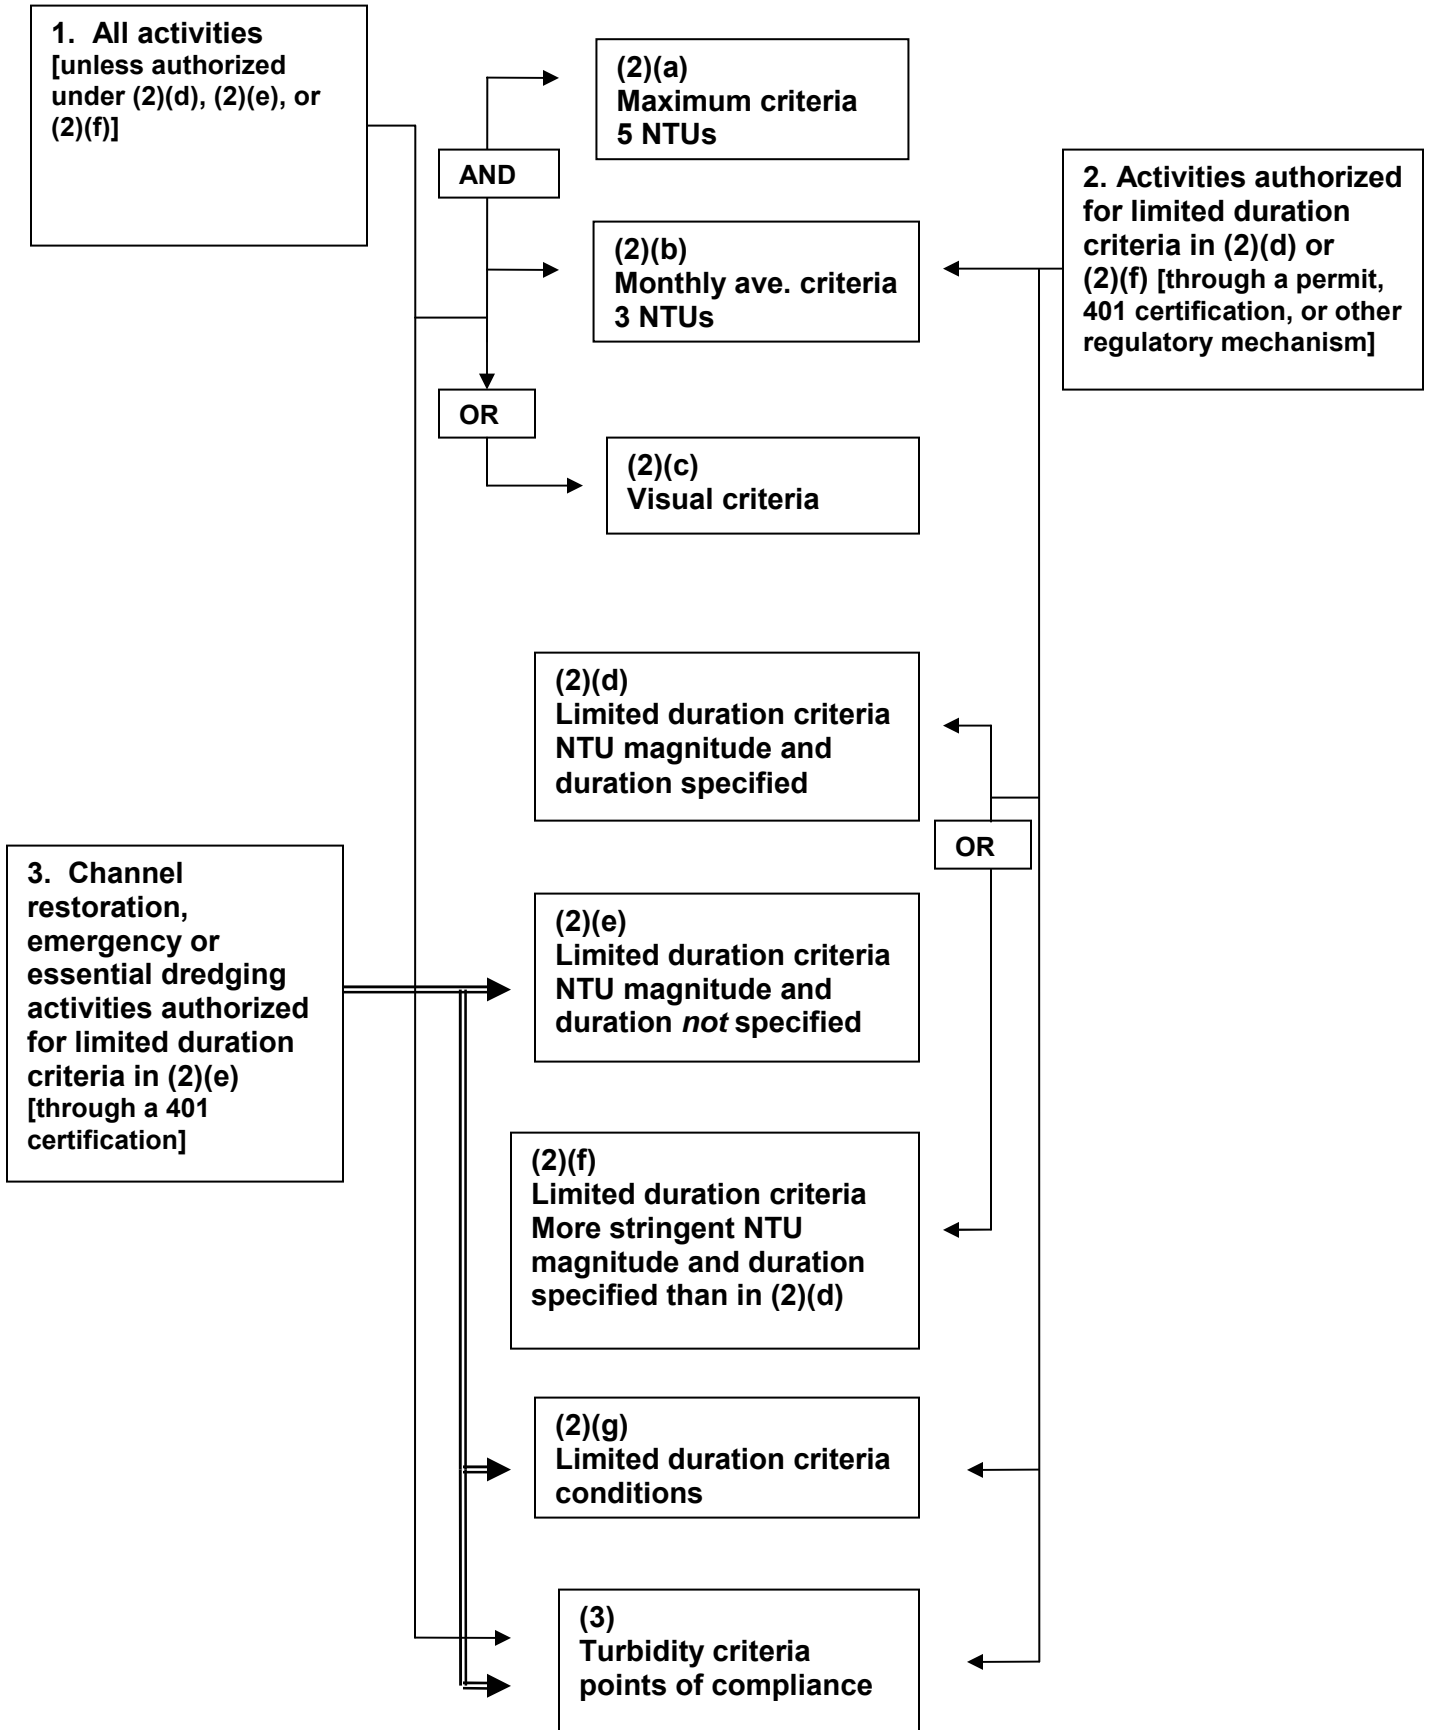 1. All activities
[unless authorized
under (2)(d), (2)(e), or
(2)(f)]
(2)(a)
Maximum criteria
5 NTUs
AND
2. Activities authorized
for limited duration
criteria in (2)(d) or
(2)(f) [through a permit,
401 certification, or other
regulatory mechanism]
(2)(b)
Monthly ave. criteria
3 NTUs
OR
(2)(c)
Visual criteria
(2)(d)
Limited duration criteria
NTU magnitude and
duration specified
OR
3. Channel
restoration,
emergency or
essential dredging
activities authorized
for limited duration
criteria in (2)(e)
[through a 401
certification]
(2)(e)
Limited duration criteria
NTU magnitude and
duration not specified
(2)(f)
Limited duration criteria
More stringent NTU
magnitude and duration
specified than in (2)(d)
(2)(g)
Limited duration criteria
conditions
(3)
Turbidity criteria
points of compliance